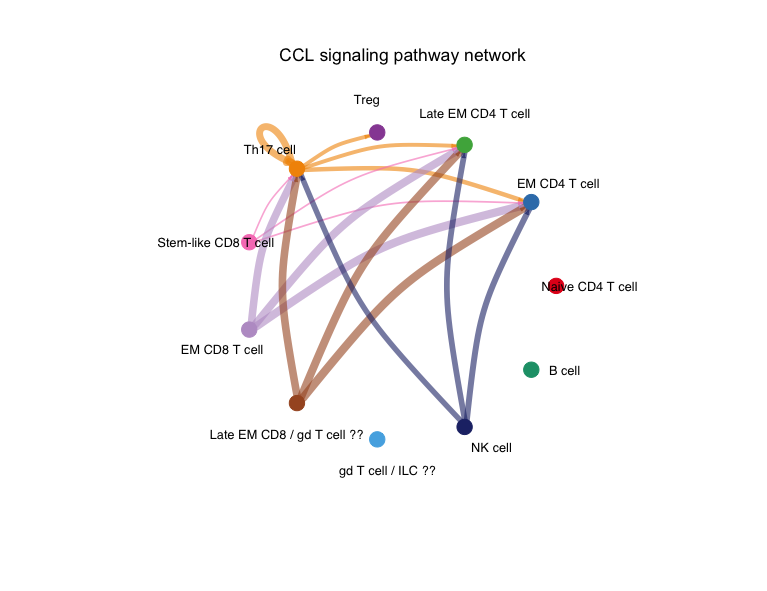 CCL signaling pathway network
Treg
Late EM CD4 T cell
Th17 cell
EM CD4 T cell
Stem-like CD8 T cell
Naive CD4 T cell
EM CD8 T cell
B cell
Late EM CD8 / gd T cell ??
NK cell
gd T cell / ILC ??